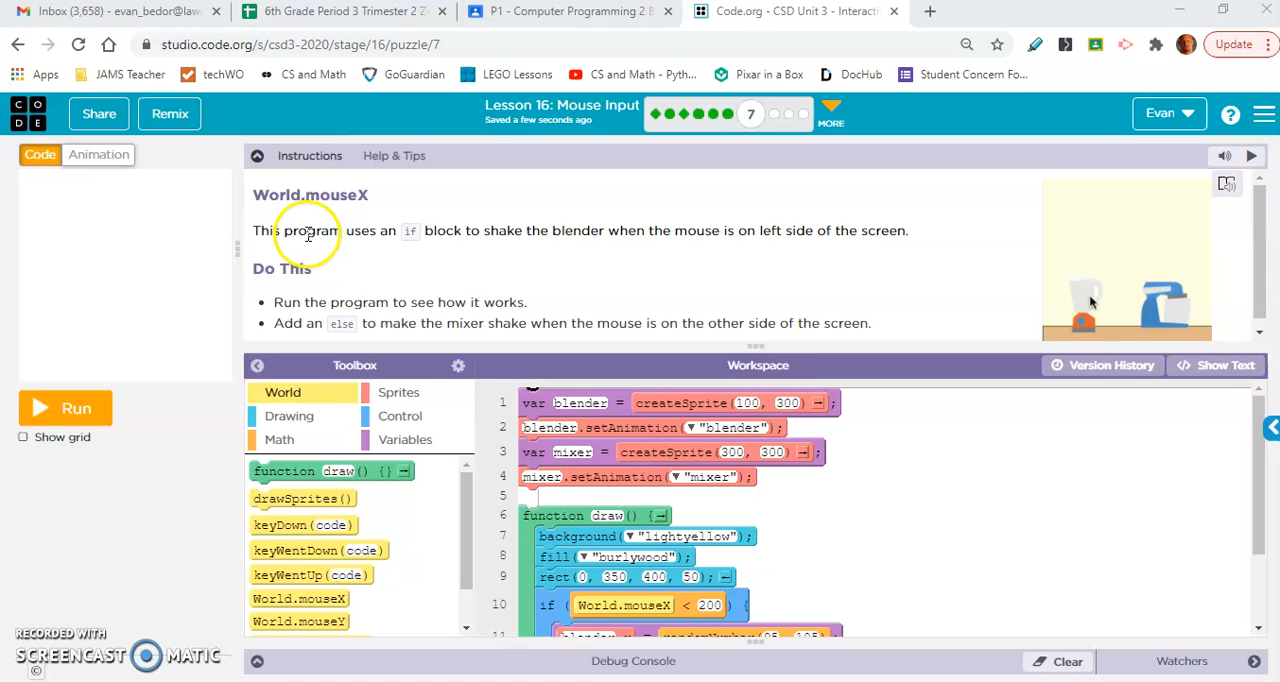 Inbox (3,658) - evan_bedor@law
6th Grade Period 3 Trimester 2 Z
P1 - Computer Programming 2 B
Code.org - CSD Unit 3 - Interacti
studio.code.org/s/csd3-2020/stage/16/puzzle/7
Update
Apps
JAMS Teacher
techWO
CS and Math
GoGuardian
LEGO Lessons
CS and Math - Pyth...
Pixar in a Box
DocHub
Student Concern Fo...
C O
D E
Share
Remix
Lesson 16: Mouse Input
Saved a few seconds ago
7
MORE
Evan
?
Code
Animation
Instructions
Help & Tips
World.mouseX
This program uses an if block to shake the blender when the mouse is on left side of the screen.
Do This
• Run the program to see how it works.
• Add an else to make the mixer shake when the mouse is on the other side of the screen.
Toolbox
Workspace
Version History
Show Text
Run
Show grid
World
Sprites
Drawing
Control
Math
Variables
function draw() {}
drawSprites()
keyDown(code)
keyWentDown(code)
keyWentUp(code)
World.mouseX
World.mouseY
1 var blender = createSprite(100, 300);
2 blender.setAnimation("blender");
3 var mixer = createSprite(300, 300);
4 mixer.setAnimation("mixer");
5
6 function draw() {
7 background("lightyellow");
8 fill("burlywood");
9 rect(0, 350, 400, 50);
10 if (World.mouseX < 200) {
11 blender.x = randomNumber(95, 105)
Debug Console
Clear
Watchers
RECORDED WITH
SCREENCAST MATIC
©